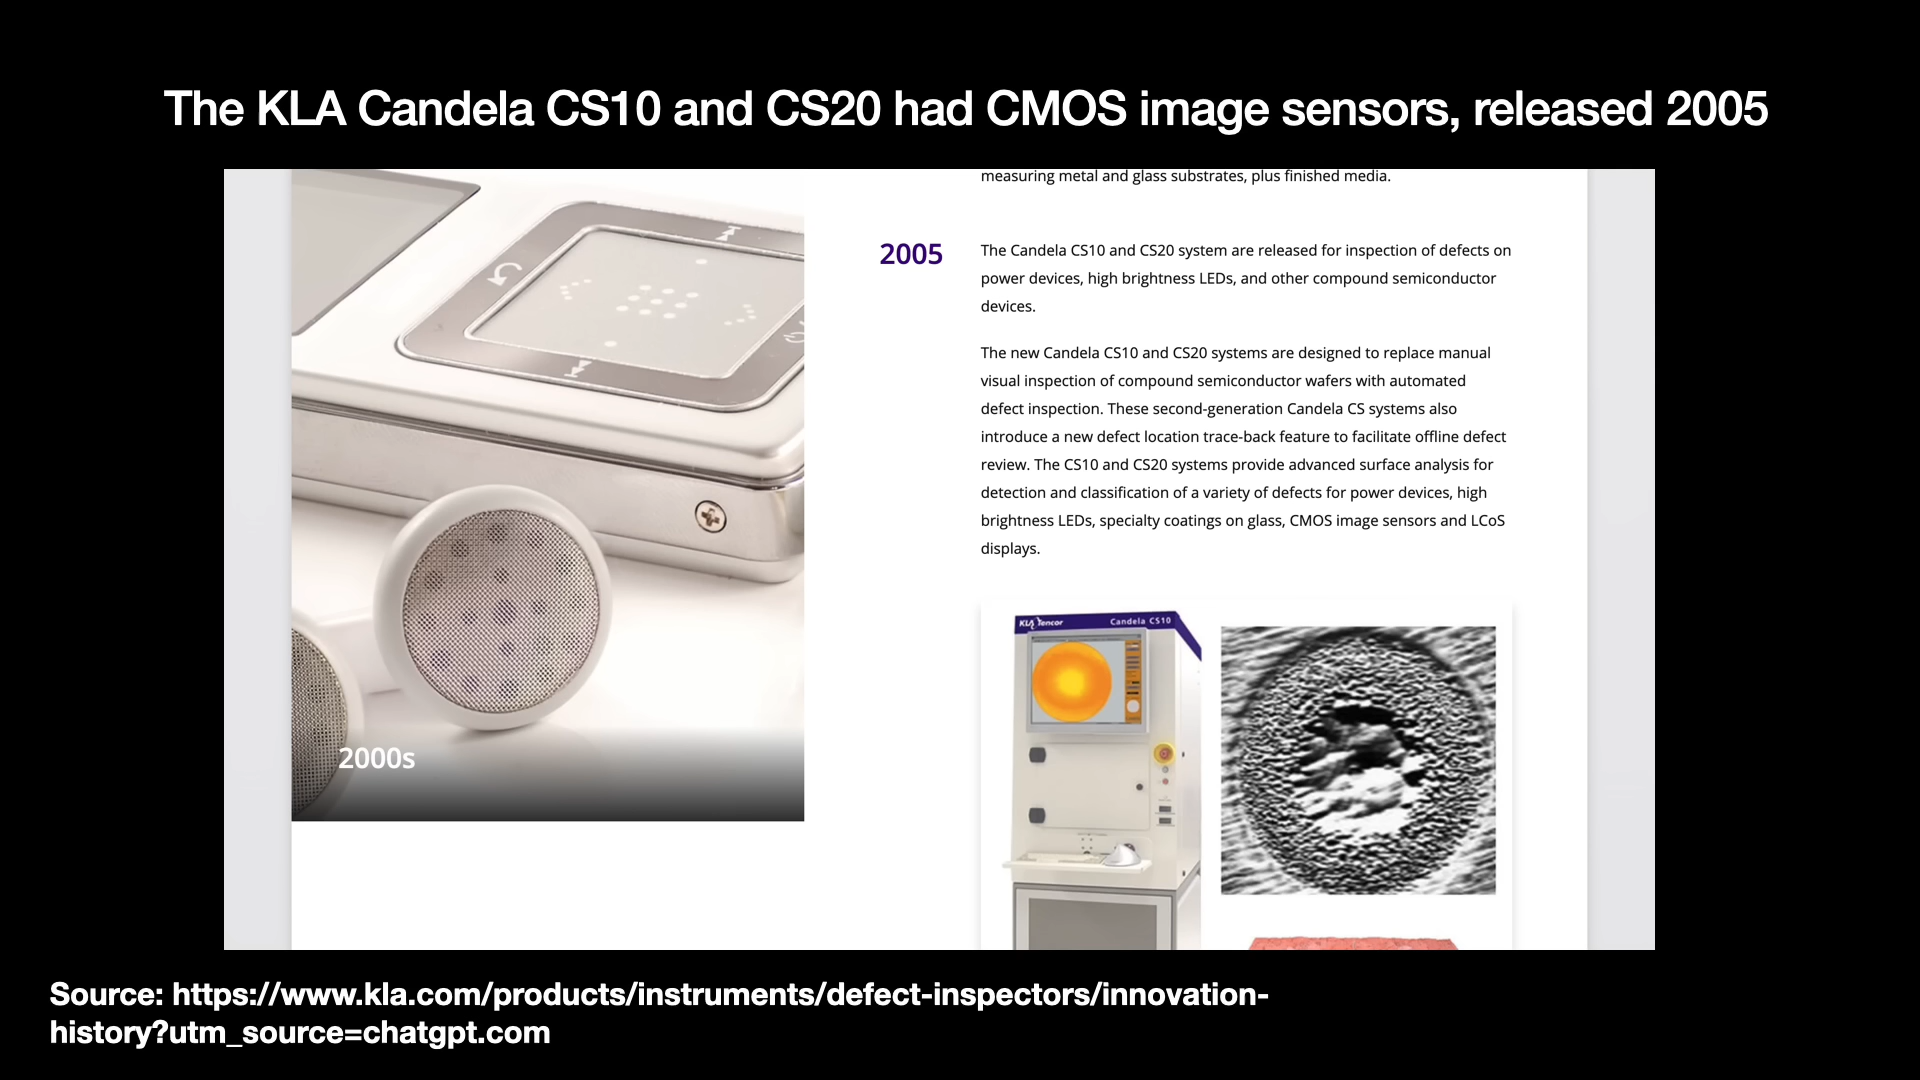 The KLA Candela CS10 and CS20 had CMOS image sensors, released 2005
measuring metal and glass substrates, plus finished media.
2005
The Candela CS10 and CS20 system are released for inspection of defects on
power devices, high brightness LEDs, and other compound semiconductor
devices.
The new Candela CS10 and CS20 systems are designed to replace manual
visual inspection of compound semiconductor wafers with automated
defect inspection. These second-generation Candela CS systems also
introduce a new defect location trace-back feature to facilitate offline defect
review. The CS10 and CS20 systems provide advanced surface analysis for
detection and classification of a variety of defects for power devices, high
brightness LEDs, specialty coatings on glass, CMOS image sensors and LCoS
displays.
2000s
KLA Tencor
Candela CS10
Source: https://www.kla.com/products/instruments/defect-inspectors/innovation-
history?utm_source=chatgpt.com